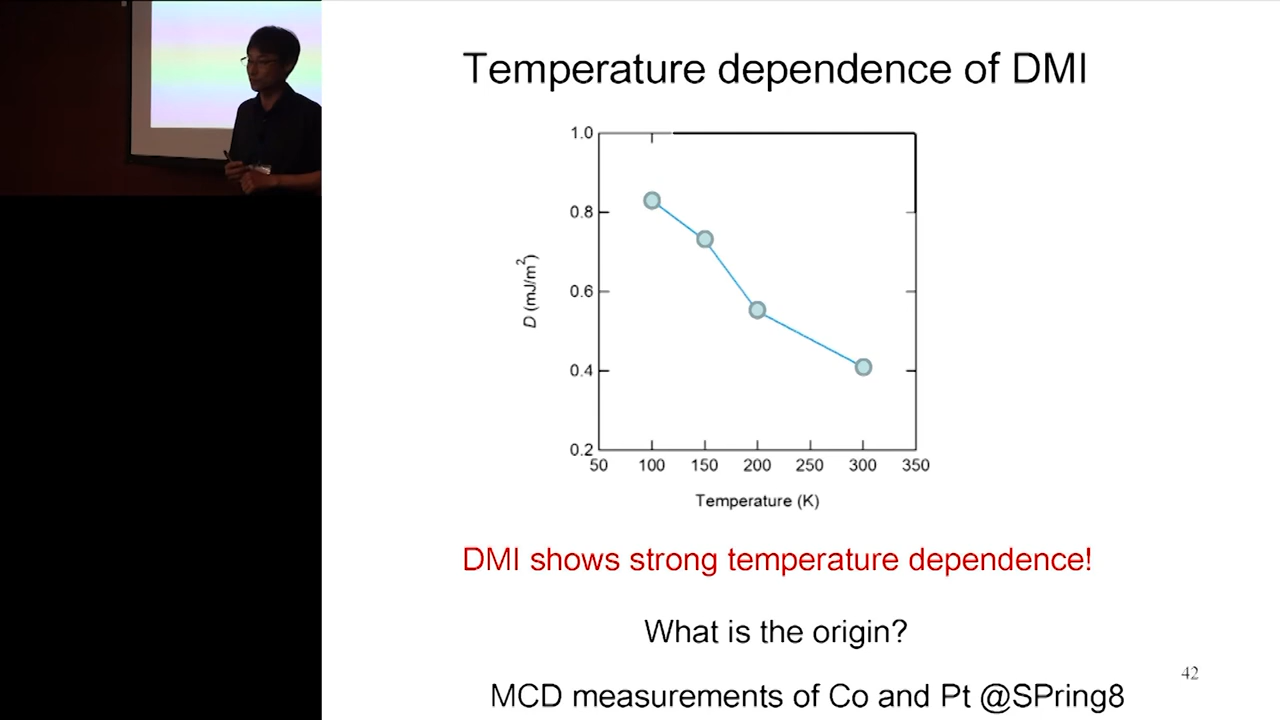 Temperature dependence of DMI
1.0
0.8
0.6
0.4
0.2
D (mJ/m²)
50 100 150 200 250 300 350
Temperature (K)
DMI shows strong temperature dependence!
What is the origin?
42
MCD measurements of Co and Pt @SPring8